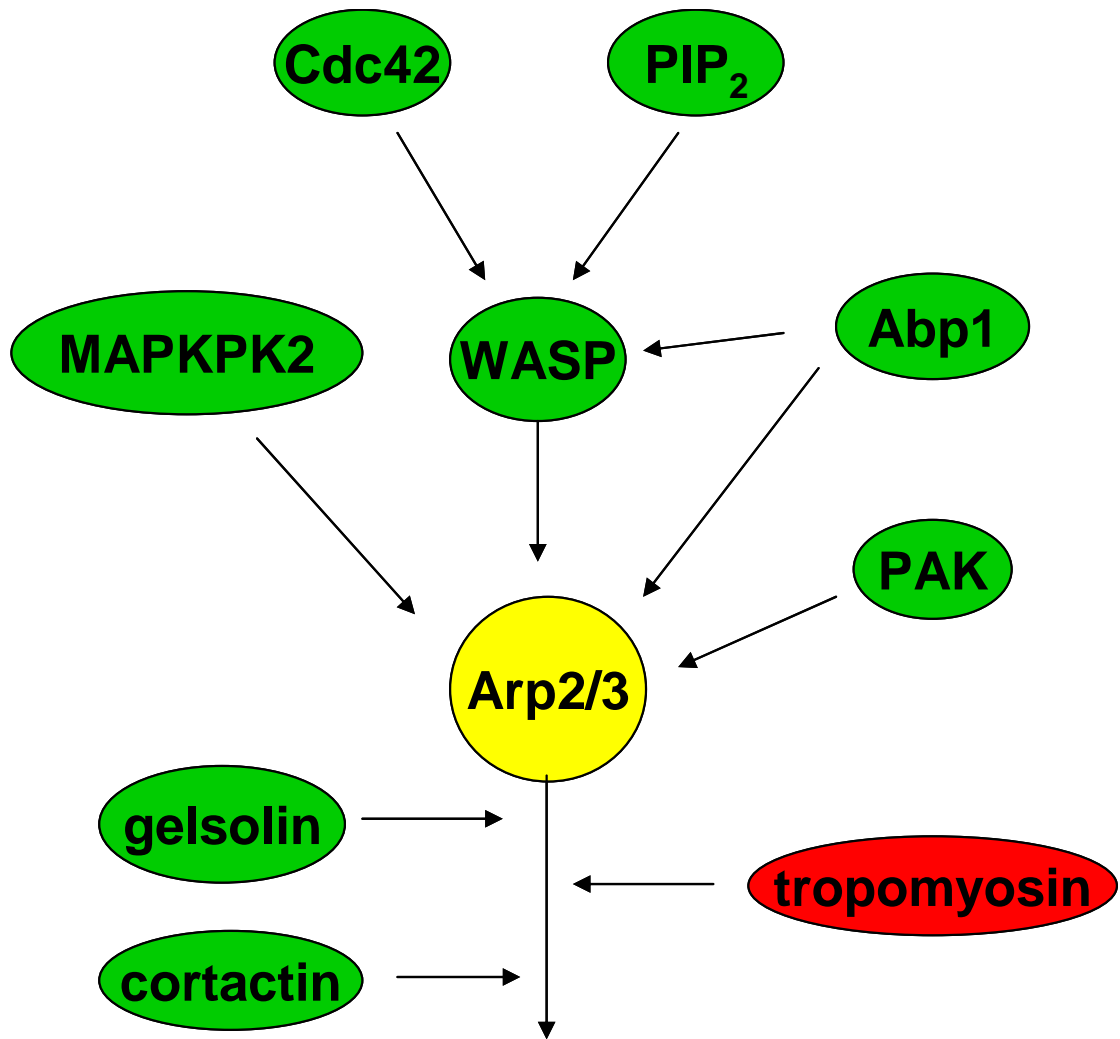 Cdc42
PIP₂
MAPKPK2
WASP
Abp1
PAK
Arp2/3
gelsolin
tropomyosin
cortactin